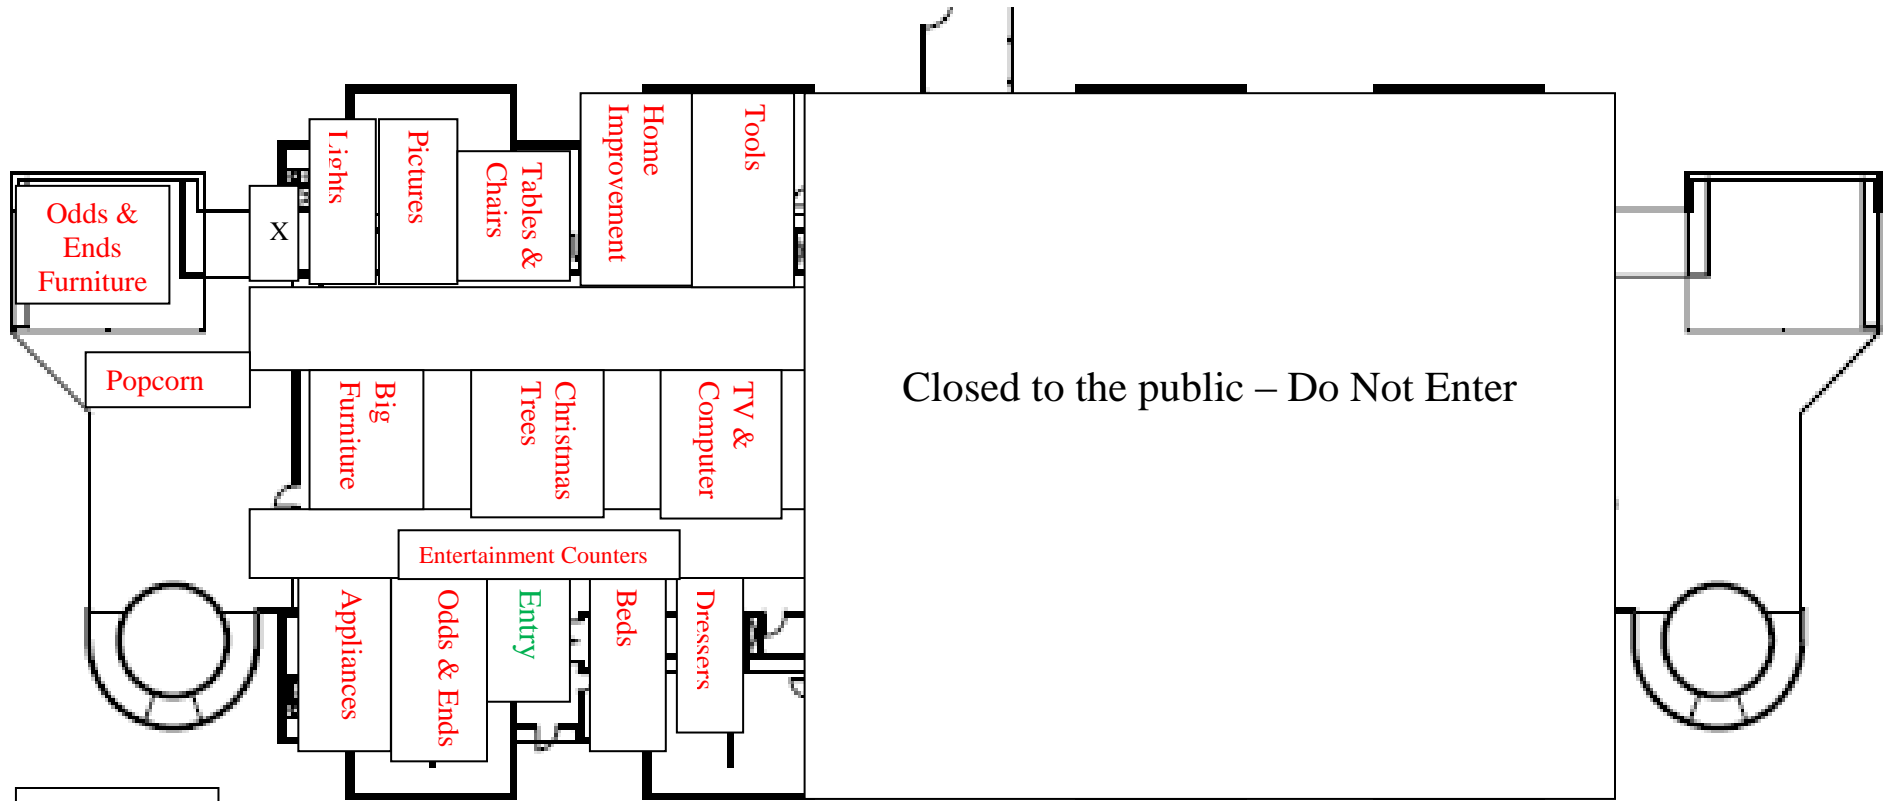 Lights
Pictures
Tables &
Chairs
Home
Improvement
Tools
Odds &
Ends
Furniture
X
Popcorn
Big
Furniture
Christmas
Trees
TV &
Computer
Closed to the public – Do Not Enter
Entertainment Counters
Appliances
Odds & Ends
Entry
Beds
Dressers